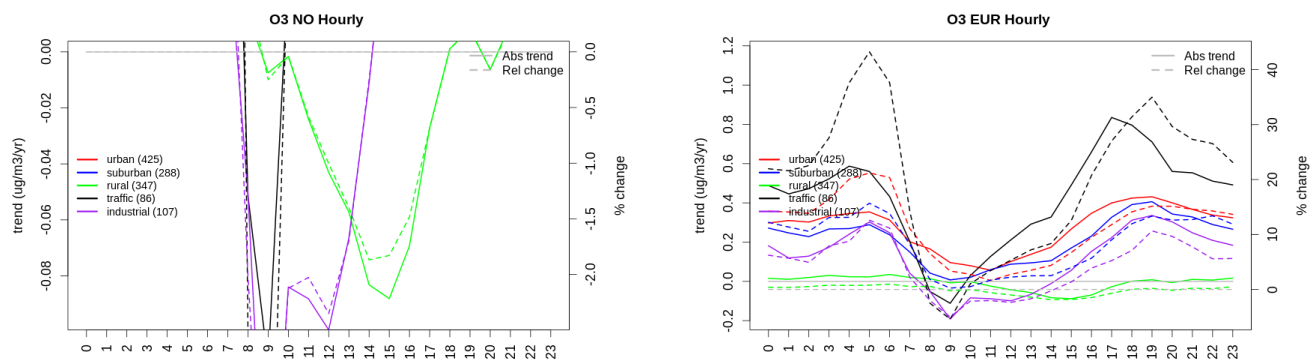 O3 NO Hourly
0.00
-0.02
-0.04
-0.06
-0.08
trend (ug/m3/yr)
0.0
-0.5
-1.0
-1.5
-2.0
% change
Abs trend
Rel change
urban (425)
suburban (288)
rural (347)
traffic (86)
industrial (107)
0 1 2 3 4 5 6 7 8 9 10 11 12 13 14 15 16 17 18 19 20 21 22 23
O3 EUR Hourly
1.2
1.0
0.8
0.6
0.4
0.2
0.0
-0.2
trend (ug/m3/yr)
40
30
20
10
0
% change
Abs trend
Rel change
urban (425)
suburban (288)
rural (347)
traffic (86)
industrial (107)
0 1 2 3 4 5 6 7 8 9 10 11 12 13 14 15 16 17 18 19 20 21 22 23